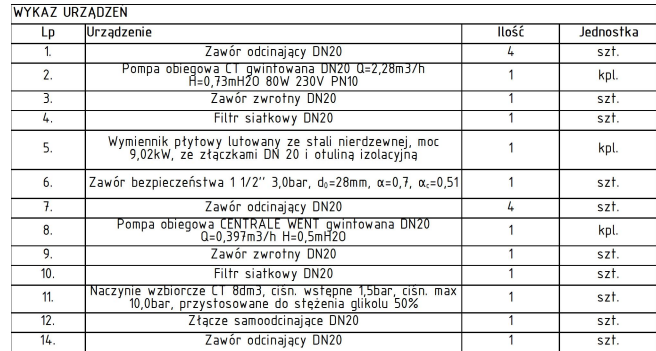 WYKAZ URZĄDZEŃ
Lp Urządzenie Ilość Jednostka
1. Zawór odcinający DN20 4 szt.
2. Pompa obiegowa CT gwintowana DN20 Q=2,28m3/h
H=0,73mH2O 80W 230V PN10 1 kpl.
3. Zawór zwrotny DN20 1 szt.
4. Filtr siatkowy DN20 1 szt.
5. Wymiennik płytowy lutowany ze stali nierdzewnej, moc
9,02kW, ze złączkami DN 20 i otuliną izolacyjną 1 kpl.
6. Zawór bezpieczeństwa 1 1/2'' 3,0bar, d₀=28mm, α=0,7, α꜀=0,51 1 szt.
7. Zawór odcinający DN20 4 szt.
8. Pompa obiegowa CENTRALE WENT gwintowana DN20
Q=0,397m3/h H=0,5mH2O 1 kpl.
9. Zawór zwrotny DN20 1 szt.
10. Filtr siatkowy DN20 1 szt.
11. Naczynie wzbiorcze CT 8dm3, ciśn. wstępne 1,5bar, ciśn. max
10,0bar, przystosowane do stężenia glikolu 50% 1 szt.
12. Złącze samoodcinające DN20 1 szt.
14. Zawór odcinający DN20 1 szt.